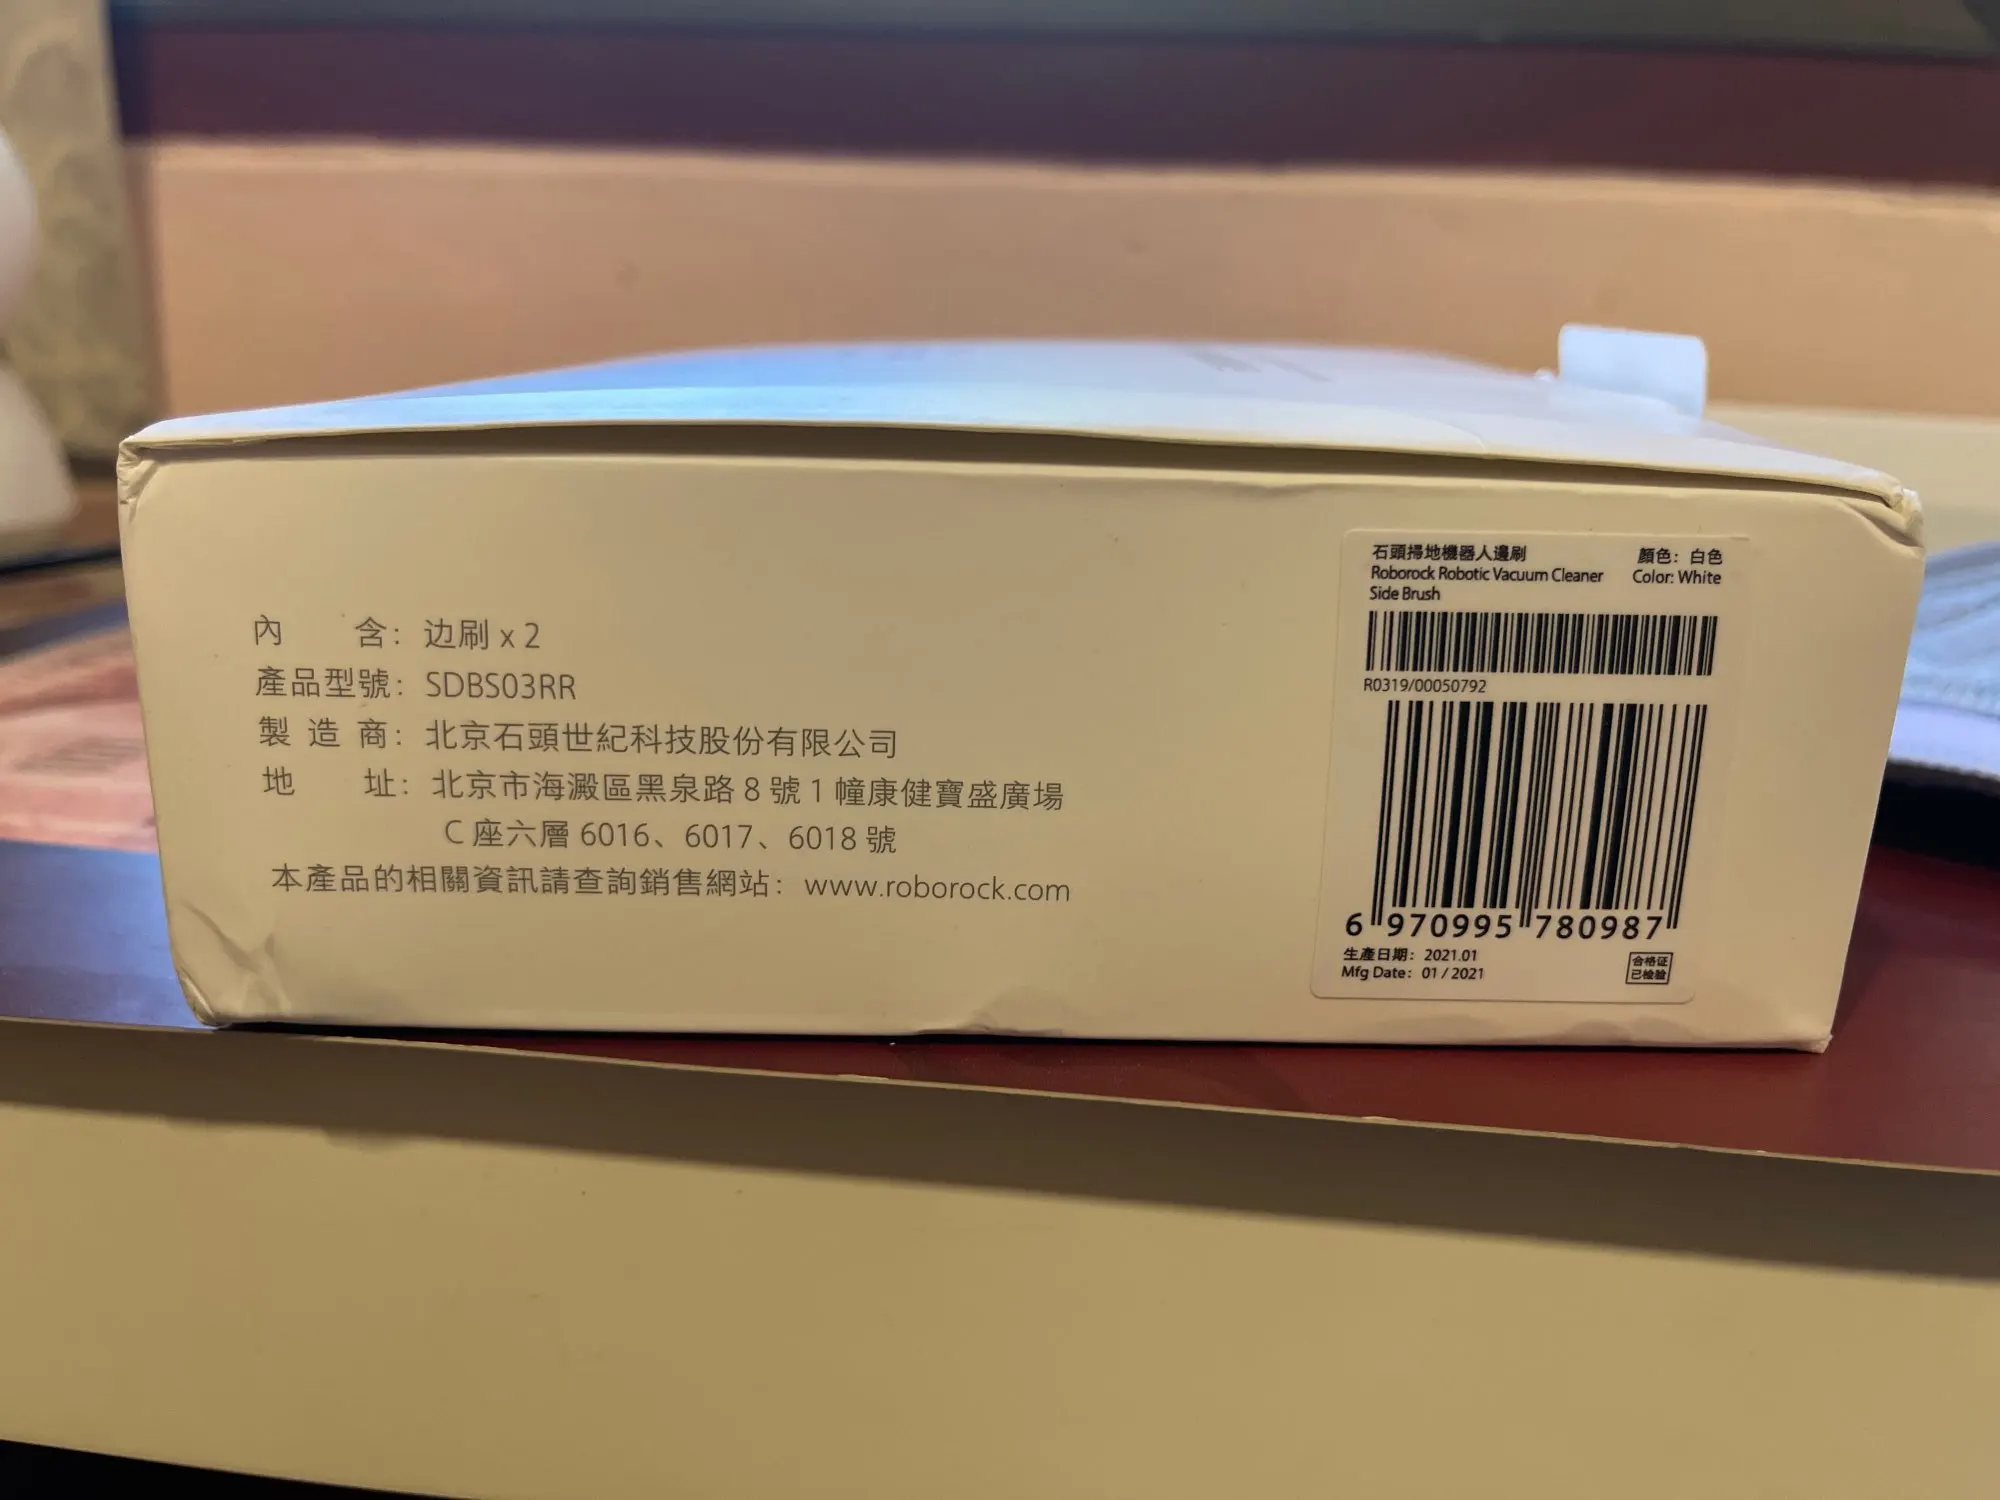 內 含：边刷 x 2
產品型號：SDBS03RR
製 造 商：北京石頭世紀科技股份有限公司
地 址：北京市海澱區黑泉路 8 號 1 幢康健寶盛廣場
C 座六層 6016、6017、6018 號
本產品的相關資訊請查詢銷售網站：www.roborock.com
石頭掃地機器人邊刷 顏色：白色
Roborock Robotic Vacuum Cleaner Color: White
Side Brush
R0319/00050792
6 970995 780987
生產日期：2021.01
Mfg Date：01 / 2021
合格证
已检验